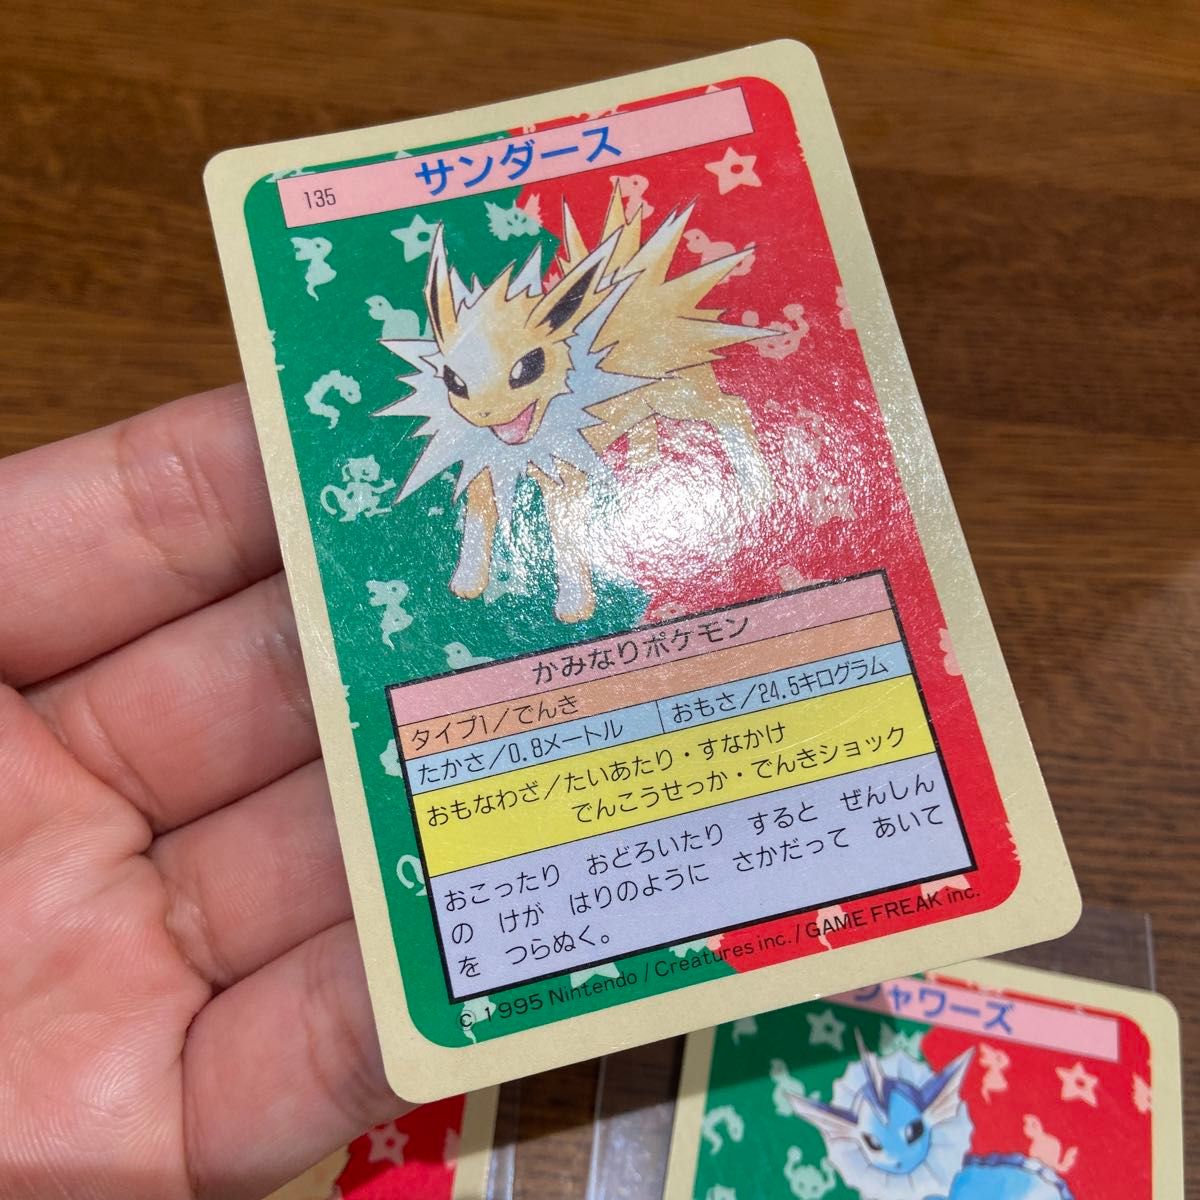 135 サンダース
かみなりポケモン
タイプ1/でんき
たかさ/0.8メートル おもさ/24.5キログラム
おもなわざ/たいあたり・すなかけ
でんこうせっか・でんきショック
おこったり おどろいたり すると ぜんしん
の けが はりのように さかだって あいて
を つらぬく。
© 1995 Nintendo / Creatures inc. / GAME FREAK inc.
シャワーズ